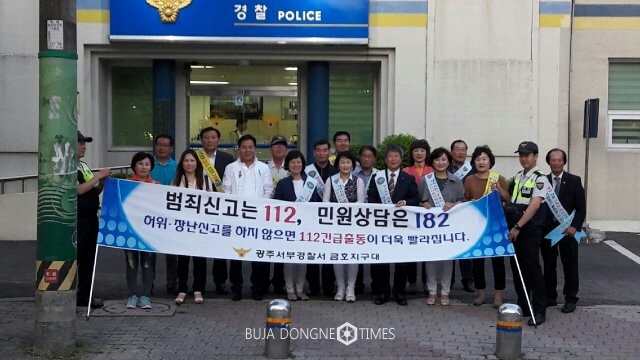 경찰 POLICE
범죄신고는 112, 민원상담은 182
허위·장난신고를 하지 않으면 112긴급출동이 더욱 빨라집니다.
광주서부경찰서 금호지구대
BUJA DONGNE TIMES